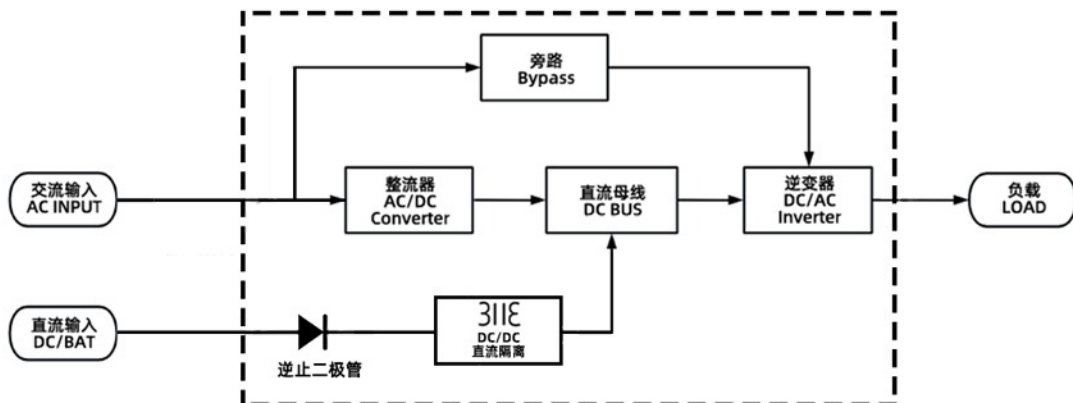 旁路
Bypass
交流输入
AC INPUT
整流器
AC/DC
Converter
直流母线
DC BUS
逆变器
DC/AC
Inverter
负载
LOAD
直流输入
DC/BAT
逆止二极管
DC/DC
直流隔离